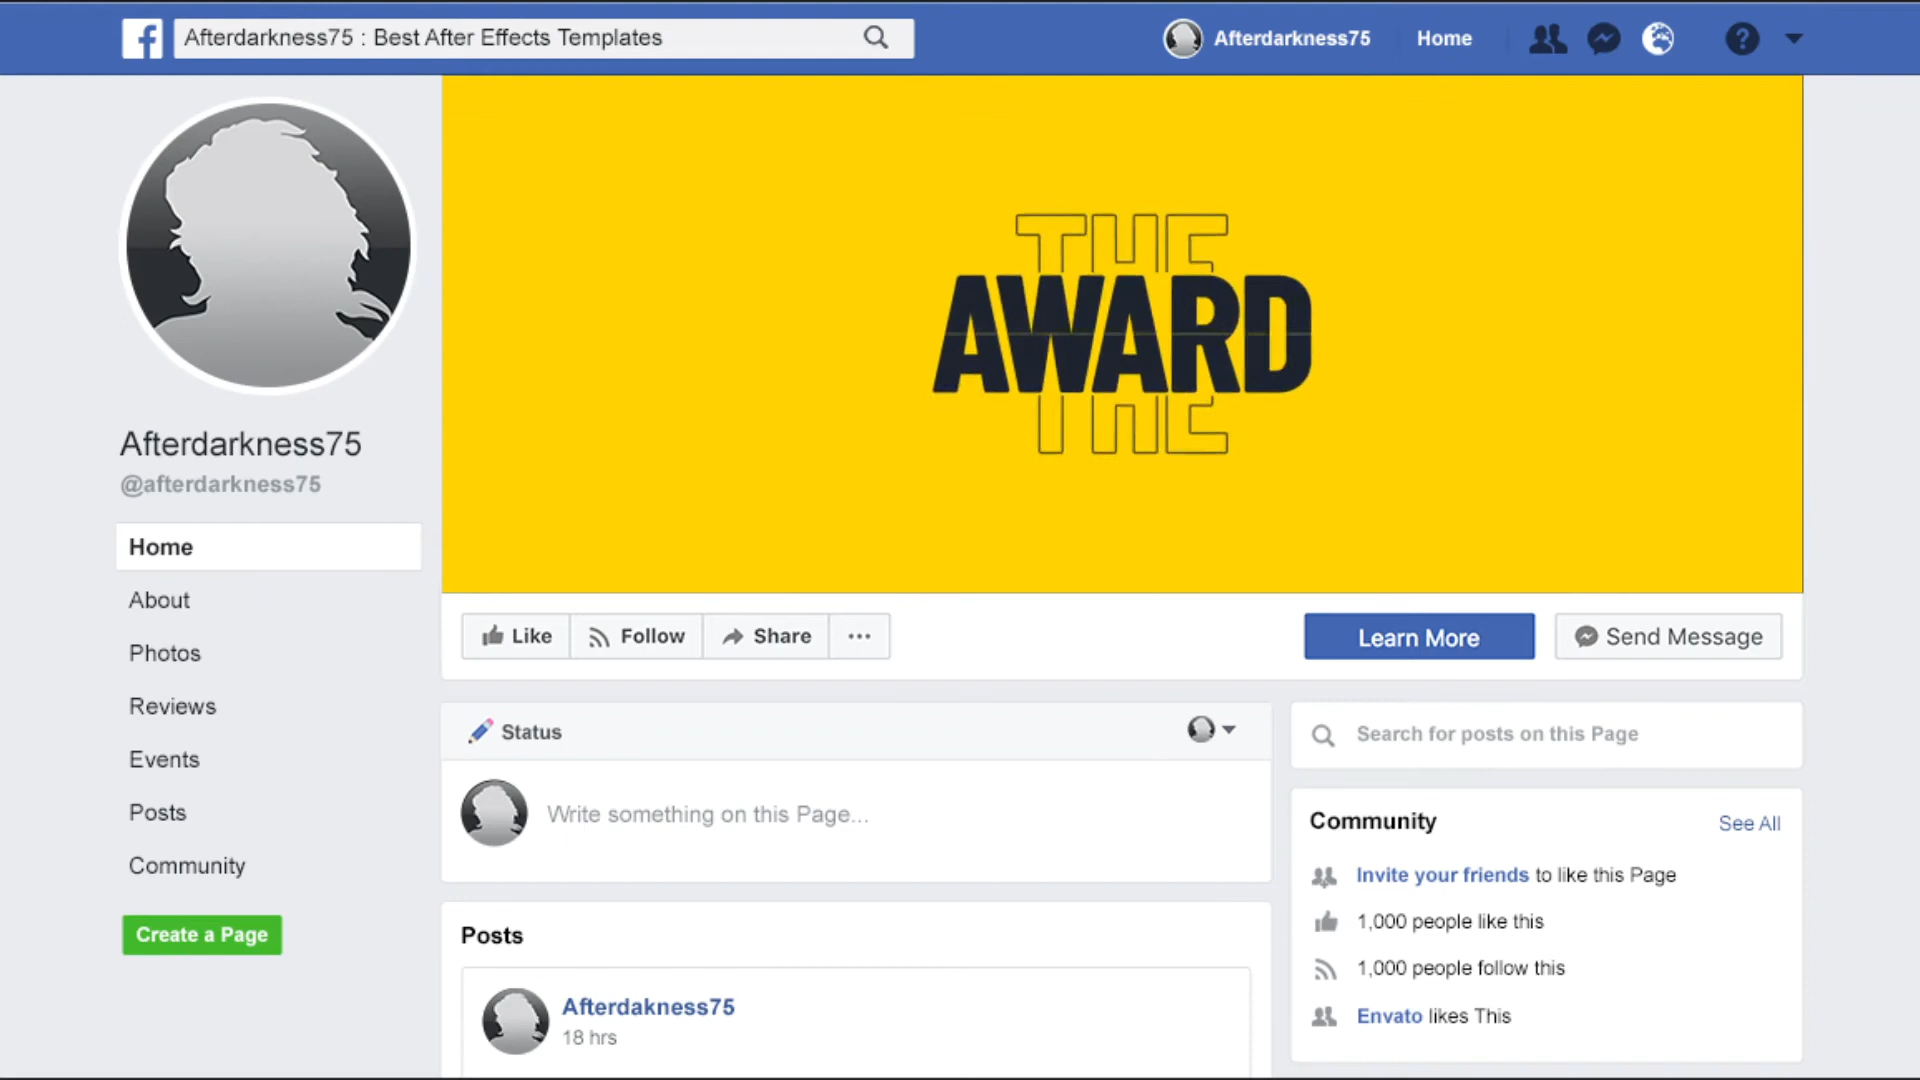 Afterdarkness75 : Best After Effects Templates
Afterdarkness75
Home
THE
AWARD
THE
Afterdarkness75
@afterdarkness75
Home
About
Photos
Reviews
Events
Posts
Community
Create a Page
Like
Follow
Share
Learn More
Send Message
Status
Write something on this Page...
Posts
Afterdakness75
18 hrs
Search for posts on this Page
Community
See All
Invite your friends to like this Page
1,000 people like this
1,000 people follow this
Envato likes This